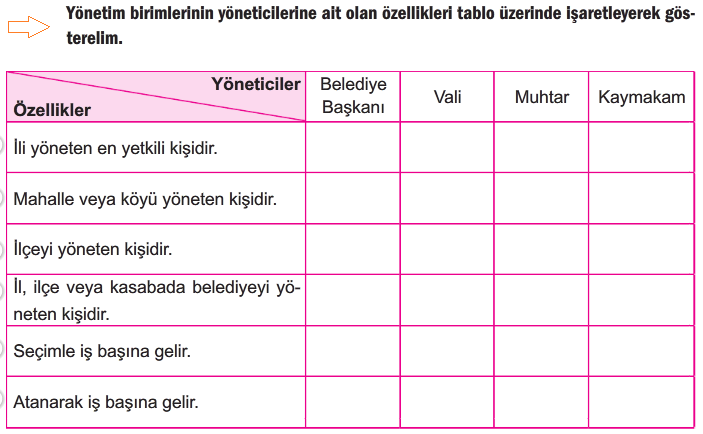 Yönetim birimlerinin yöneticilerine ait olan özellikleri tablo üzerinde işaretleyerek gös-
terelim.
Yöneticiler
Özellikler
Belediye
Başkanı
Vali
Muhtar
Kaymakam
İli yöneten en yetkili kişidir.
Mahalle veya köyü yöneten kişidir.
İlçeyi yöneten kişidir.
İl, ilçe veya kasabada belediyeyi yö-
neten kişidir.
Seçimle iş başına gelir.
Atanarak iş başına gelir.